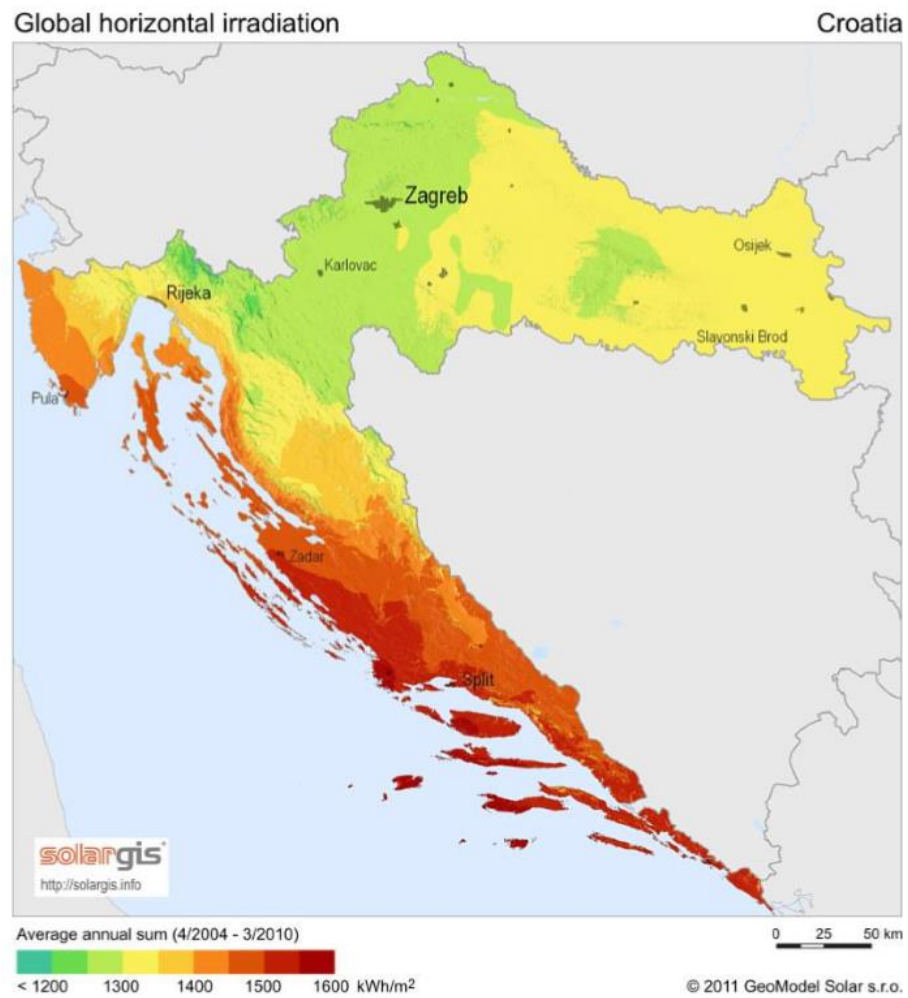 Global horizontal irradiation Croatia
Zagreb
Osijek
Karlovac
Rijeka
Slavonski Brod
Pula
Zadar
Split
solargis
http://solargis.info
Average annual sum (4/2004 - 3/2010)
0 25 50 km
< 1200 1300 1400 1500 1600 kWh/m²
© 2011 GeoModel Solar s.r.o.